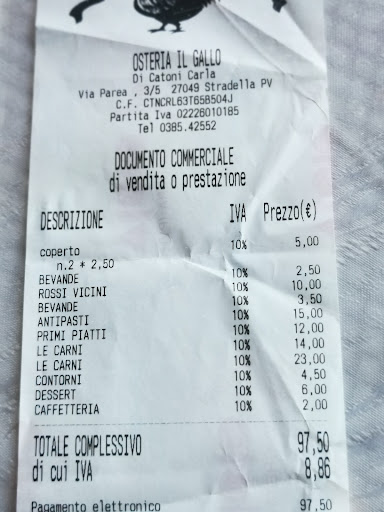 OSTERIA IL GALLO
Di Catoni Carla
Via Parea , 3/5 27049 Stradella PV
C.F. CTNCRL63T65B504J
Partita Iva 02226010185
Tel 0385.42552
DOCUMENTO COMMERCIALE
di vendita o prestazione
DESCRIZIONE IVA Prezzo(€)
coperto 10% 5,00
n.2 * 2,50
BEVANDE 10% 2,50
ROSSI VICINI 10% 10,00
BEVANDE 10% 3,50
ANTIPASTI 10% 15,00
PRIMI PIATTI 10% 12,00
LE CARNI 10% 14,00
LE CARNI 10% 23,00
CONTORNI 10% 4,50
DESSERT 10% 6,00
CAFFETTERIA 10% 2,00
TOTALE COMPLESSIVO 97,50
di cui IVA 8,86
Pagamento elettronico 97,50